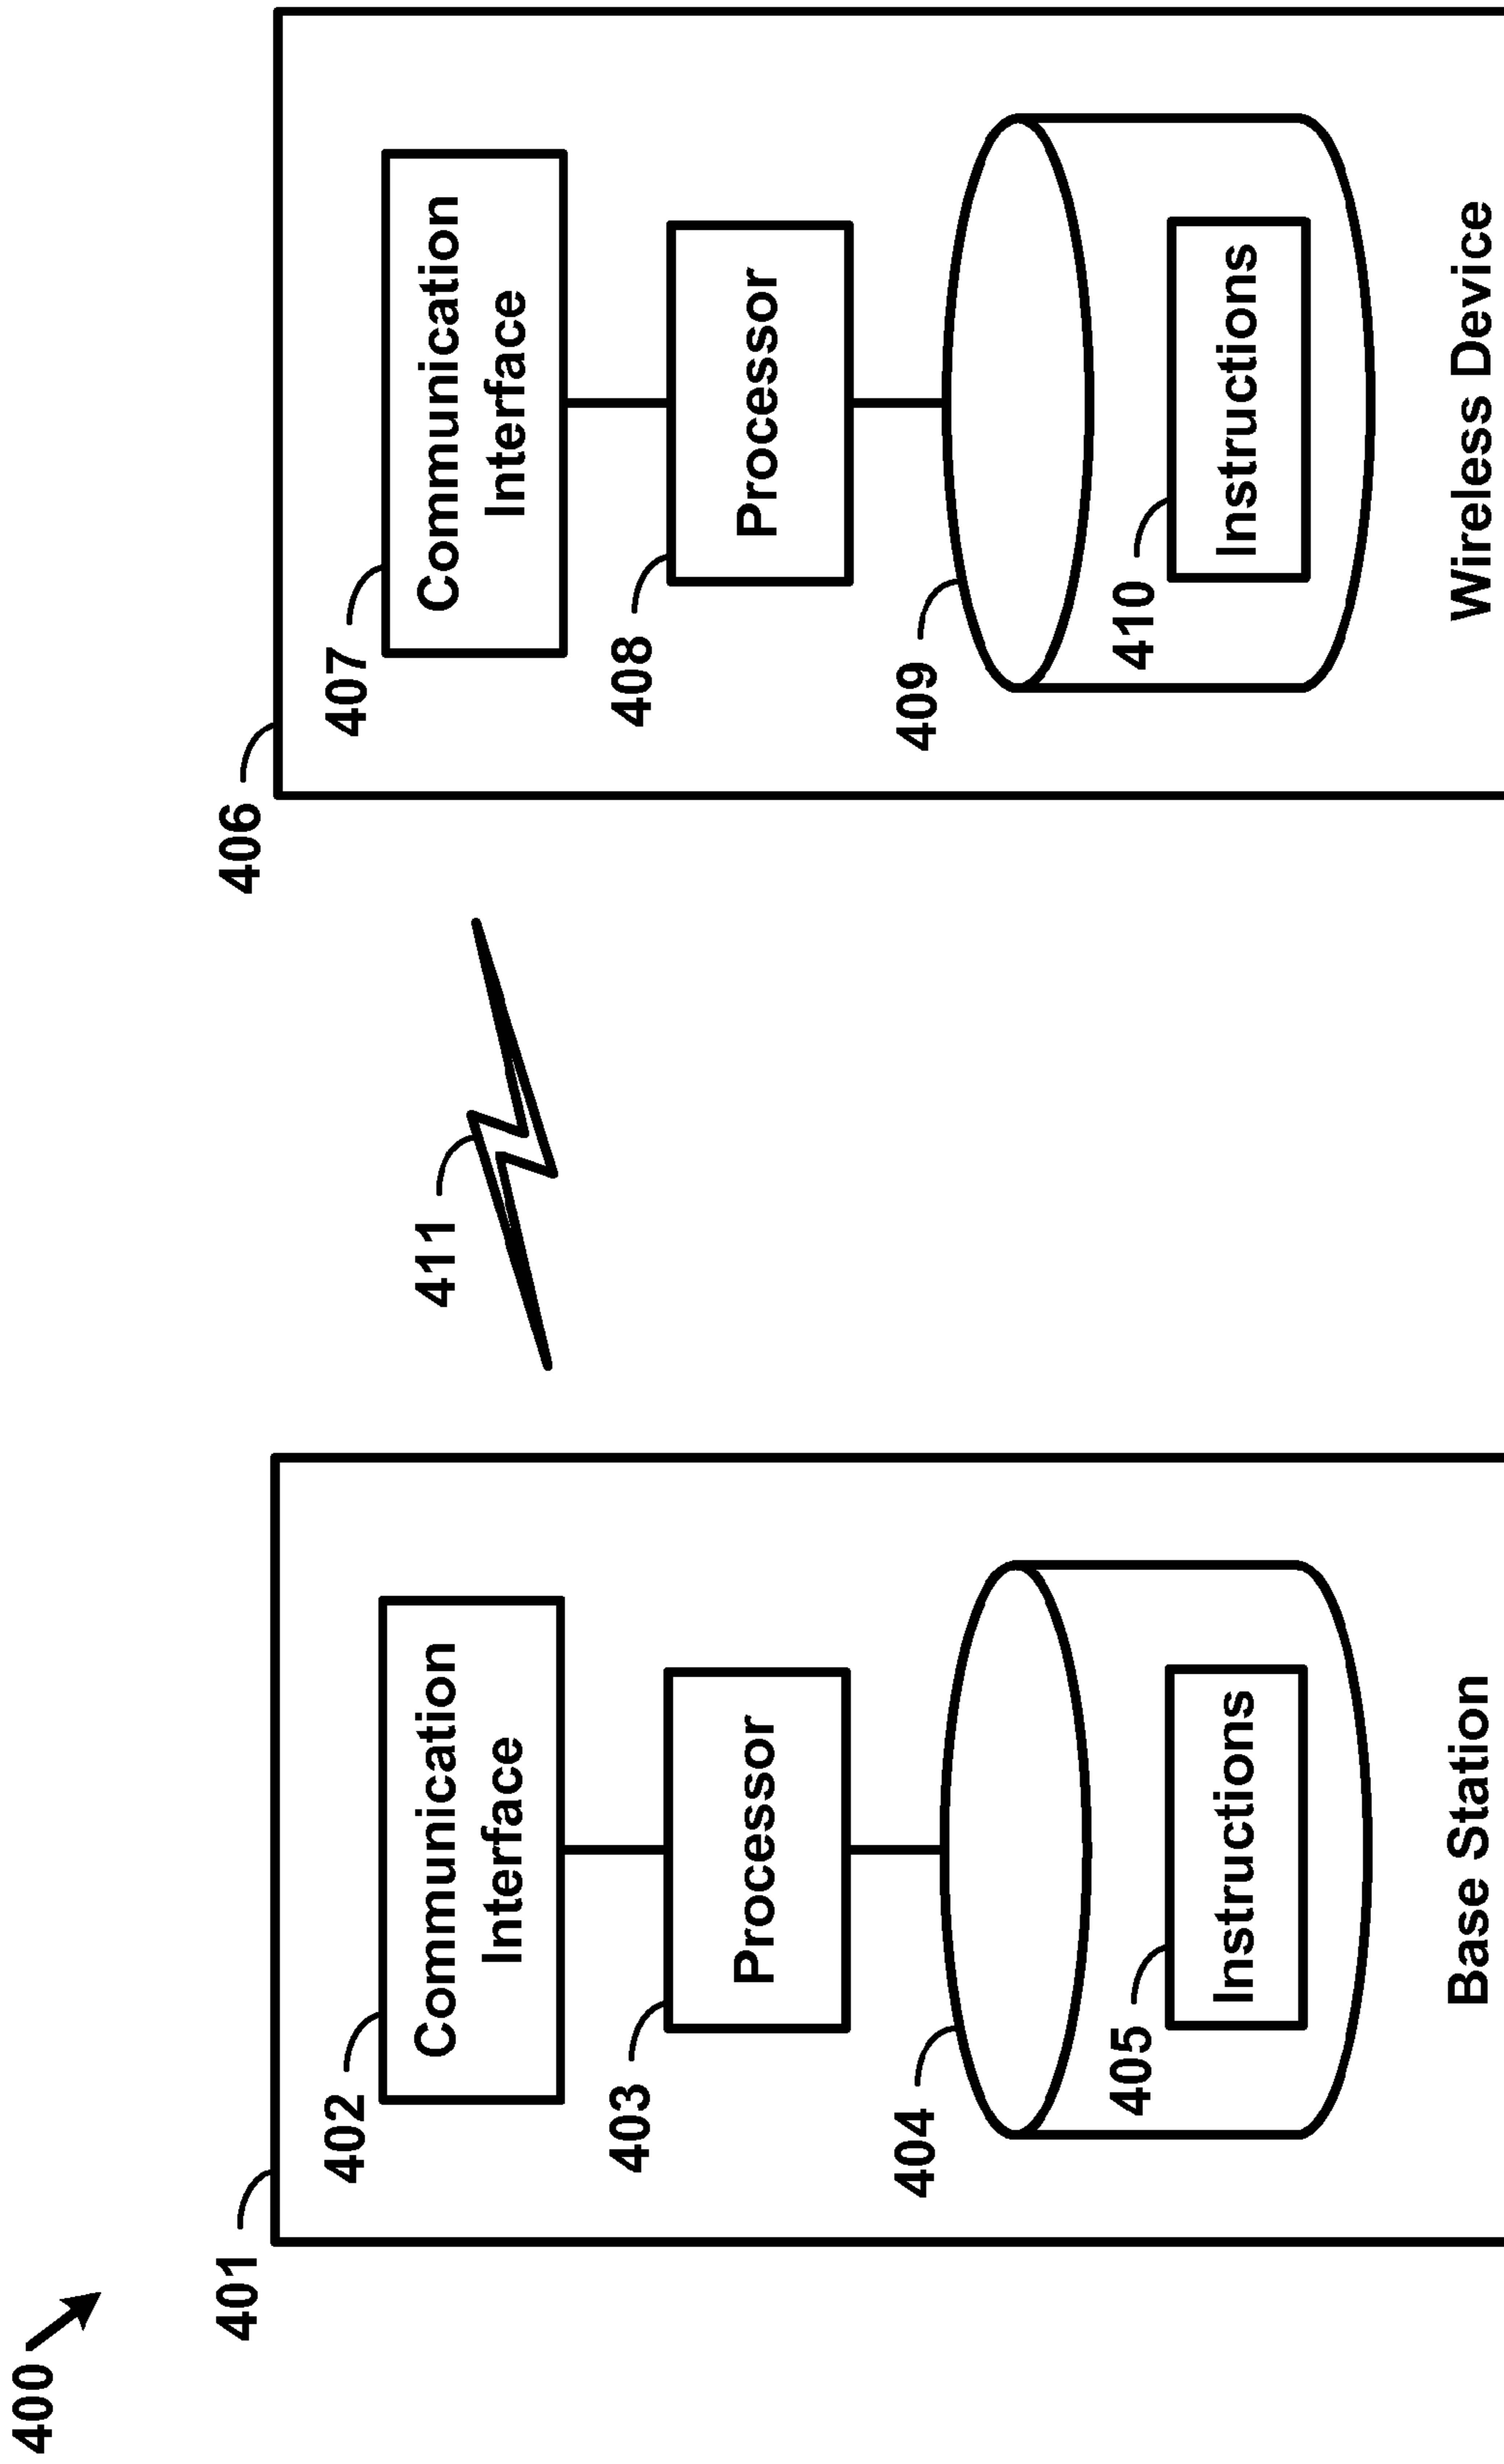 400
401
402
Communication
Interface
403
Processor
404
405
Instructions
Base Station
411
406
407
Communication
Interface
408
Processor
409
410
Instructions
Wireless Device